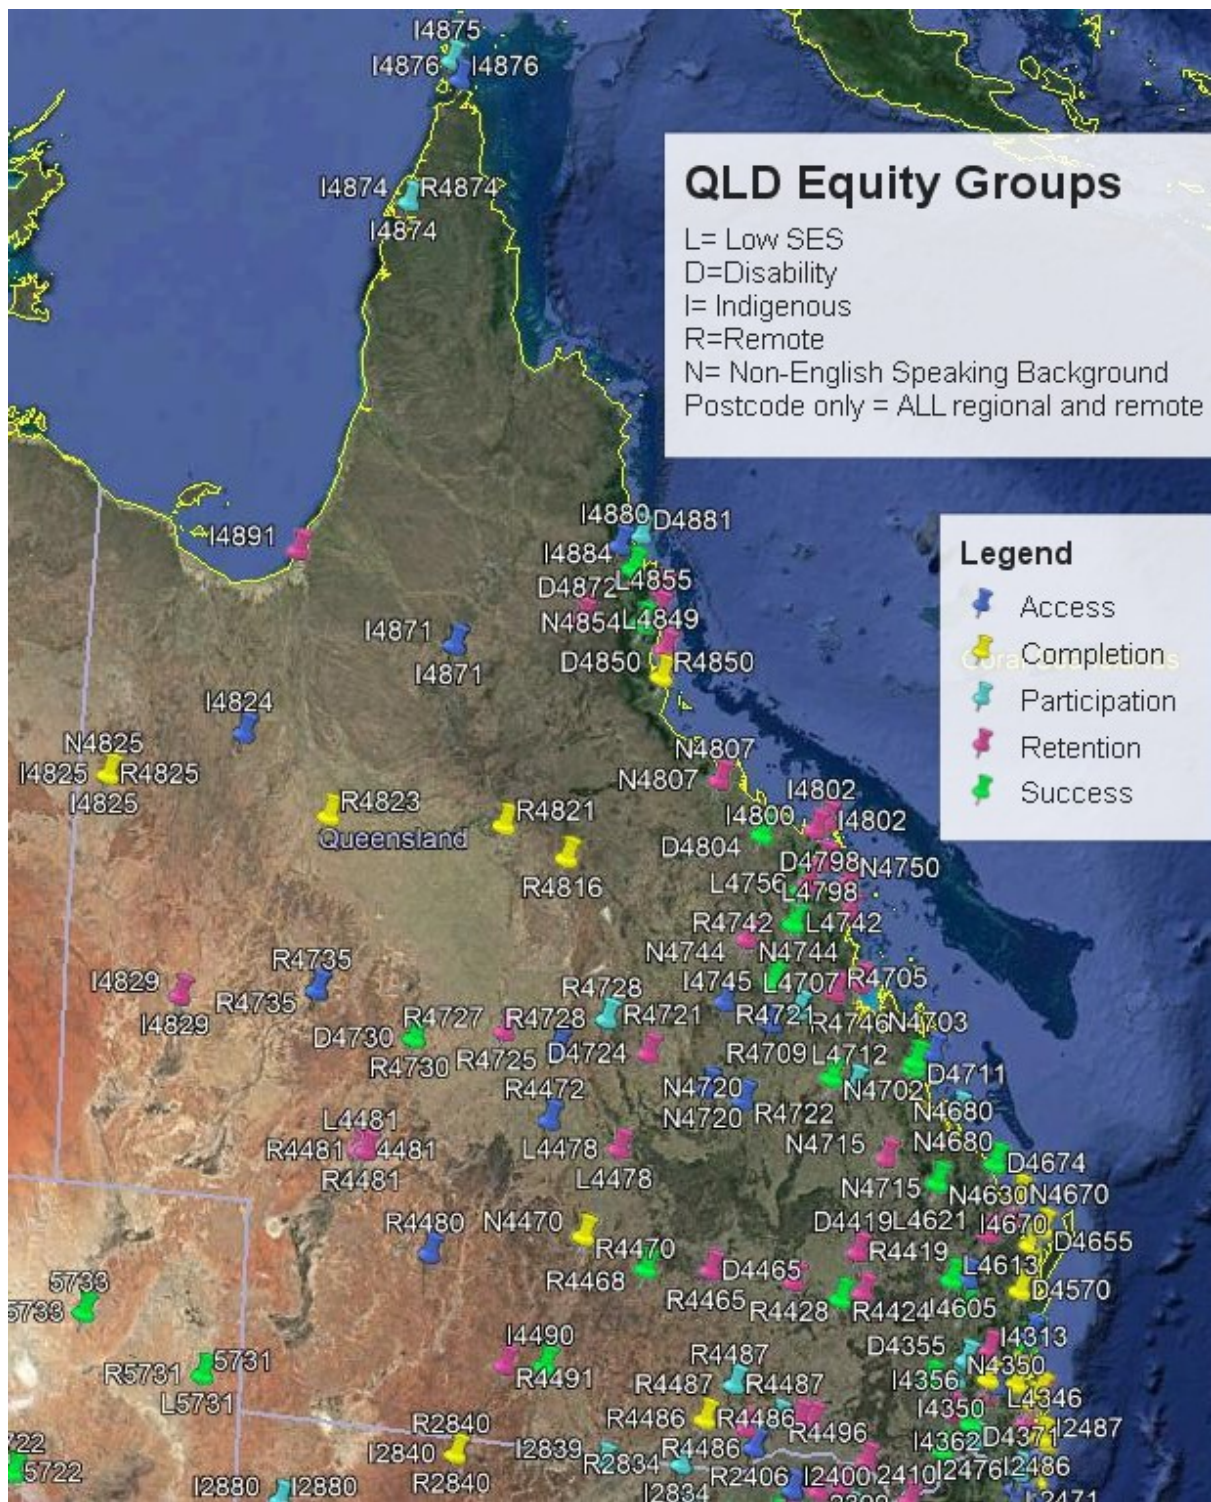 I4875
I4876
I4876
I4874
R4874
I4874
QLD Equity Groups
L= Low SES
D=Disability
I= Indigenous
R=Remote
N= Non-English Speaking Background
Postcode only = ALL regional and remote
I4891
I4880
D4881
I4884
D4872
L4855
N4854
L4849
D4850
R4850
I4871
I4871
Legend
Access
Completion
Participation
Retention
Success
I4824
N4825
I4825
R4825
I4825
R4823
Queensland
R4821
R4816
N4807
N4807
I4802
I4800
I4802
D4804
D4798
N4750
L4756
L4798
R4742
L4742
N4744
N4744
I4745
L4707
R4705
R4735
R4735
I4829
I4829
R4728
R4727
R4728
R4721
R4721
R4746
N4703
D4730
R4730
R4725
D4724
R4709
L4712
D4711
R4472
N4720
N4720
R4722
N4702
N4680
N4680
L4481
R4481
4481
R4481
L4478
L4478
N4715
N4715
D4674
N4630
N4670
R4480
N4470
R4470
R4468
D4419
L4621
I4670
R4419
D4655
D4465
R4465
L4613
R4428
R4424
I4605
D4570
5733
5733
R5731
5731
L5731
I4490
R4491
R4487
R4487
R4487
D4355
I4313
I4356
N4350
L4346
R4486
R4486
R4486
R4496
I4350
I4362
D4371
I2487
R2840
I2840
R2840
I2839
R2834
I2834
R2406
I2400
2410
I2476
I2486
I2471
5722
I2880
I2880